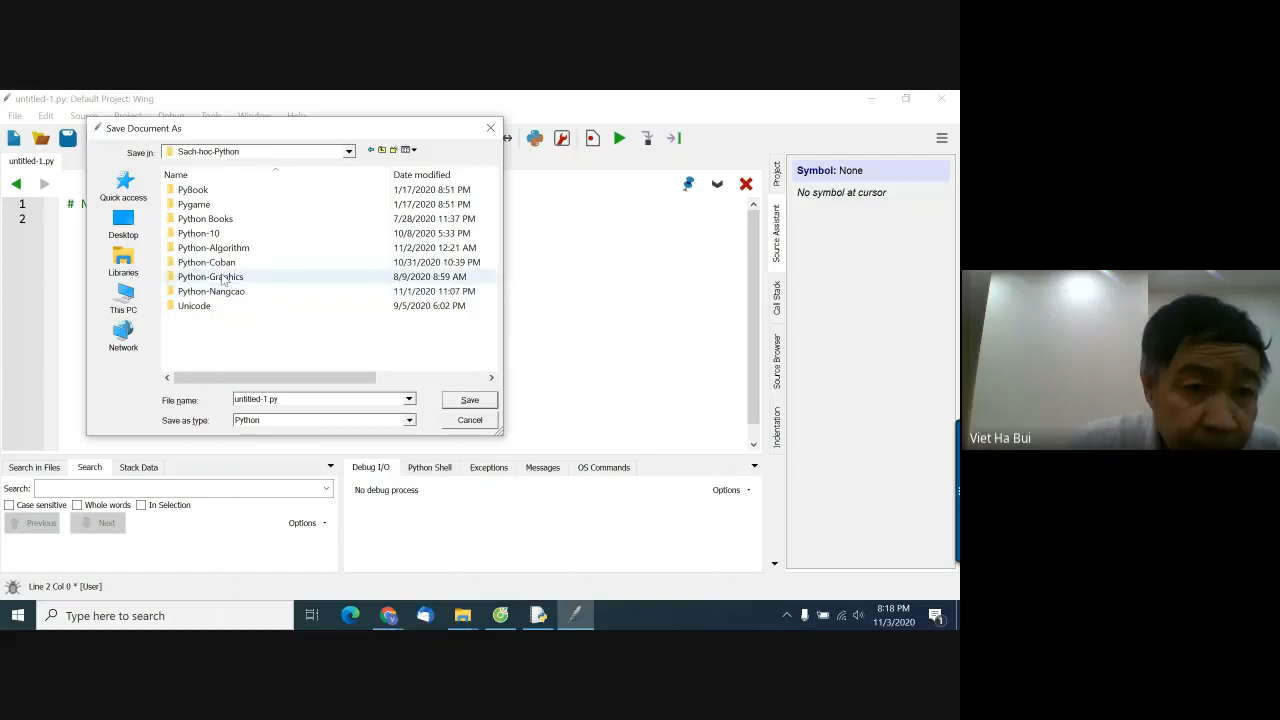 untitled-1.py: Default Project: Wing
File Edit Source Project Debug Tools Window Help
untitled-1.py
1 # N
2
Save Document As
Save in: Sach-hoc-Python
Name Date modified
PyBook 1/17/2020 8:51 PM
Pygame 1/17/2020 8:51 PM
Python Books 7/28/2020 11:37 PM
Python-10 10/8/2020 5:33 PM
Python-Algorithm 11/2/2020 12:21 AM
Python-Coban 10/31/2020 10:39 PM
Python-Graphics 8/9/2020 8:59 AM
Python-Nangcao 11/1/2020 11:07 PM
Unicode 9/5/2020 6:02 PM
Quick access
Desktop
Libraries
This PC
Network
File name: untitled-1.py Save
Save as type: Python Cancel
Project
Source Assistant
Call Stack
Source Browser
Indentation
Symbol: None
No symbol at cursor
Viet Ha Bui
Search in Files Search Stack Data
Search:
Case sensitive Whole words In Selection
Previous Next Options
Debug I/O Python Shell Exceptions Messages OS Commands
No debug process Options
Line 2 Col 0 * [User]
Type here to search
8:18 PM
11/3/2020
1